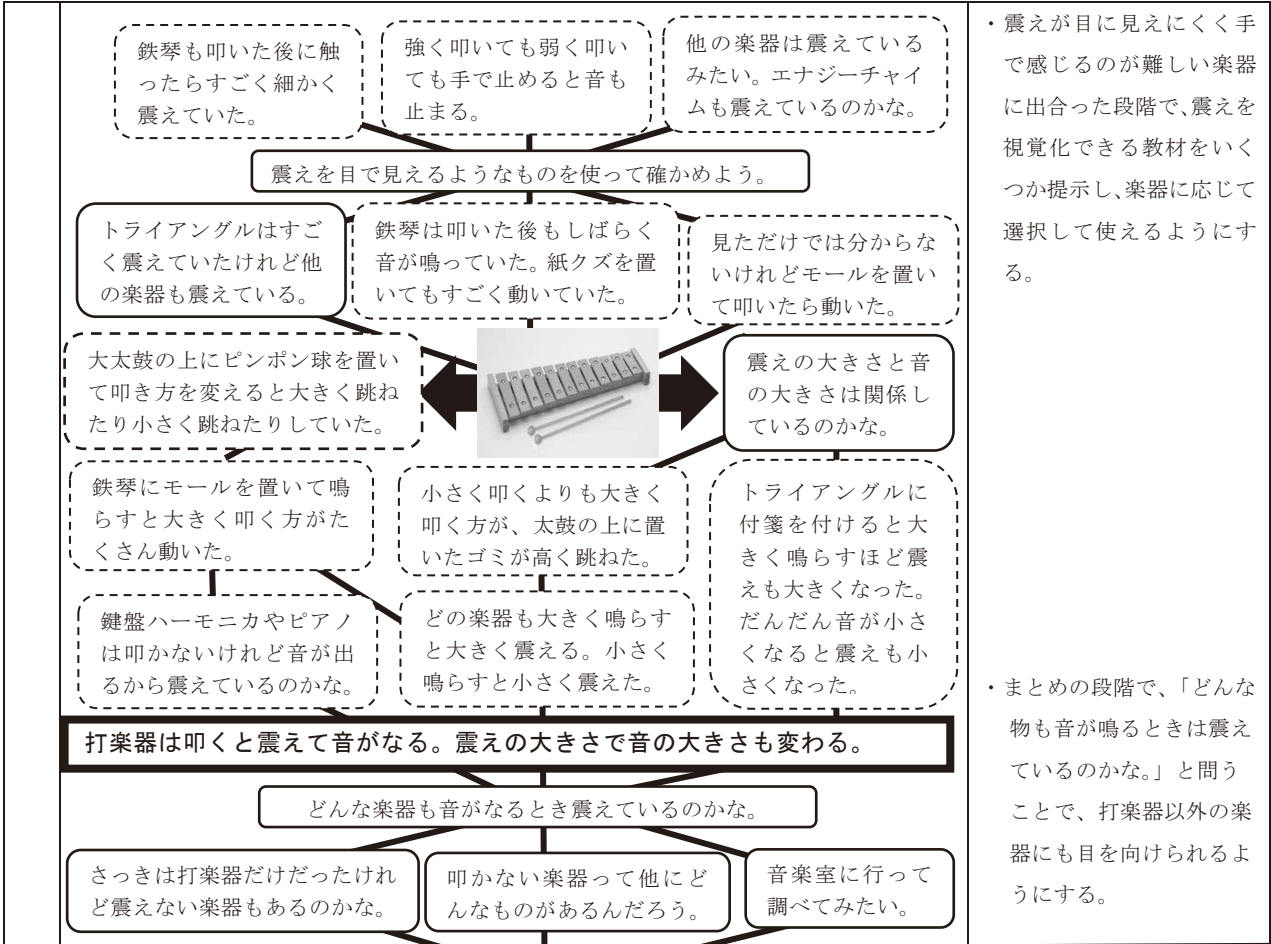 鉄琴も叩いた後に触
ったらすごく細かく
震えていた。
強く叩いても弱く叩い
ても手で止めると音も
止まる。
他の楽器は震えている
みたい。エナジーチャイ
ムも震えているのかな。
震えを目で見えるようなものを使って確かめよう。
トライアングルはすご
く震えていたけれど他
の楽器も震えている。
鉄琴は叩いた後もしばらく
音が鳴っていた。紙クズを置
いてもすごく動いていた。
見ただけでは分からな
いけれどモールを置い
て叩いたら動いた。
大太鼓の上にピンポン球を置い
て叩き方を変えると大きく跳ね
たり小さく跳ねたりしていた。
震えの大きさと音
の大きさは関係し
ているのかな。
鉄琴にモールを置いて鳴
らすと大きく叩く方がた
くさん動いた。
小さく叩くよりも大きく
叩く方が、太鼓の上に置
いたゴミが高く跳ねた。
トライアングルに
付箋を付けると大
きく鳴らすほど震
えも大きくなった。
だんだん音が小さ
くなると震えも小
さくなった。
鍵盤ハーモニカやピアノ
は叩かないけれど音が出
るから震えているのかな。
どの楽器も大きく鳴らす
と大きく震える。小さく
鳴らすと小さく震えた。
打楽器は叩くと震えて音がなる。震えの大きさで音の大きさも変わる。
どんな楽器も音がなるとき震えているのかな。
さっきは打楽器だけだったけれ
ど震えない楽器もあるのかな。
叩かない楽器って他にど
んなものがあるんだろう。
音楽室に行って
調べてみたい。
・震えが目に見えにくく手
で感じるのが難しい楽器
に出合った段階で、震えを
視覚化できる教材をいく
つか提示し、楽器に応じて
選択して使えるようにす
る。
・まとめの段階で、「どんな
物も音が鳴るときは震え
ているのかな。」と問う
ことで、打楽器以外の楽
器にも目を向けられるよ
うにする。